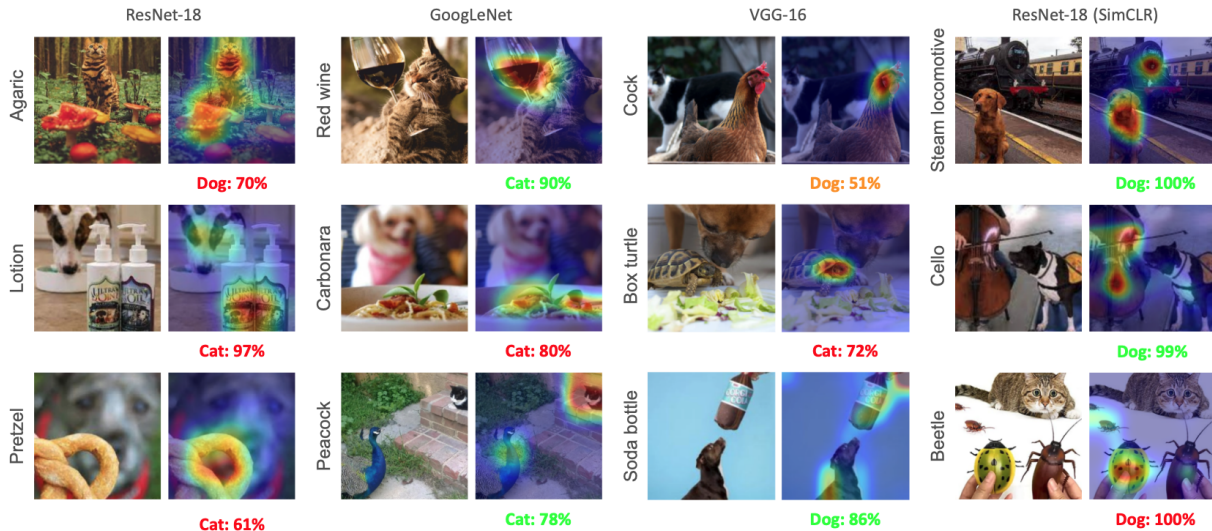 ResNet-18
GoogLeNet
VGG-16
ResNet-18 (SimCLR)
Agaric
Red wine
Cock
Steam locomotive
Dog: 70%
Cat: 90%
Dog: 51%
Dog: 100%
Lotion
Carbonara
Box turtle
Cello
Cat: 97%
Cat: 80%
Cat: 72%
Dog: 99%
Pretzel
Peacock
Soda bottle
Beetle
Cat: 61%
Cat: 78%
Dog: 86%
Dog: 100%